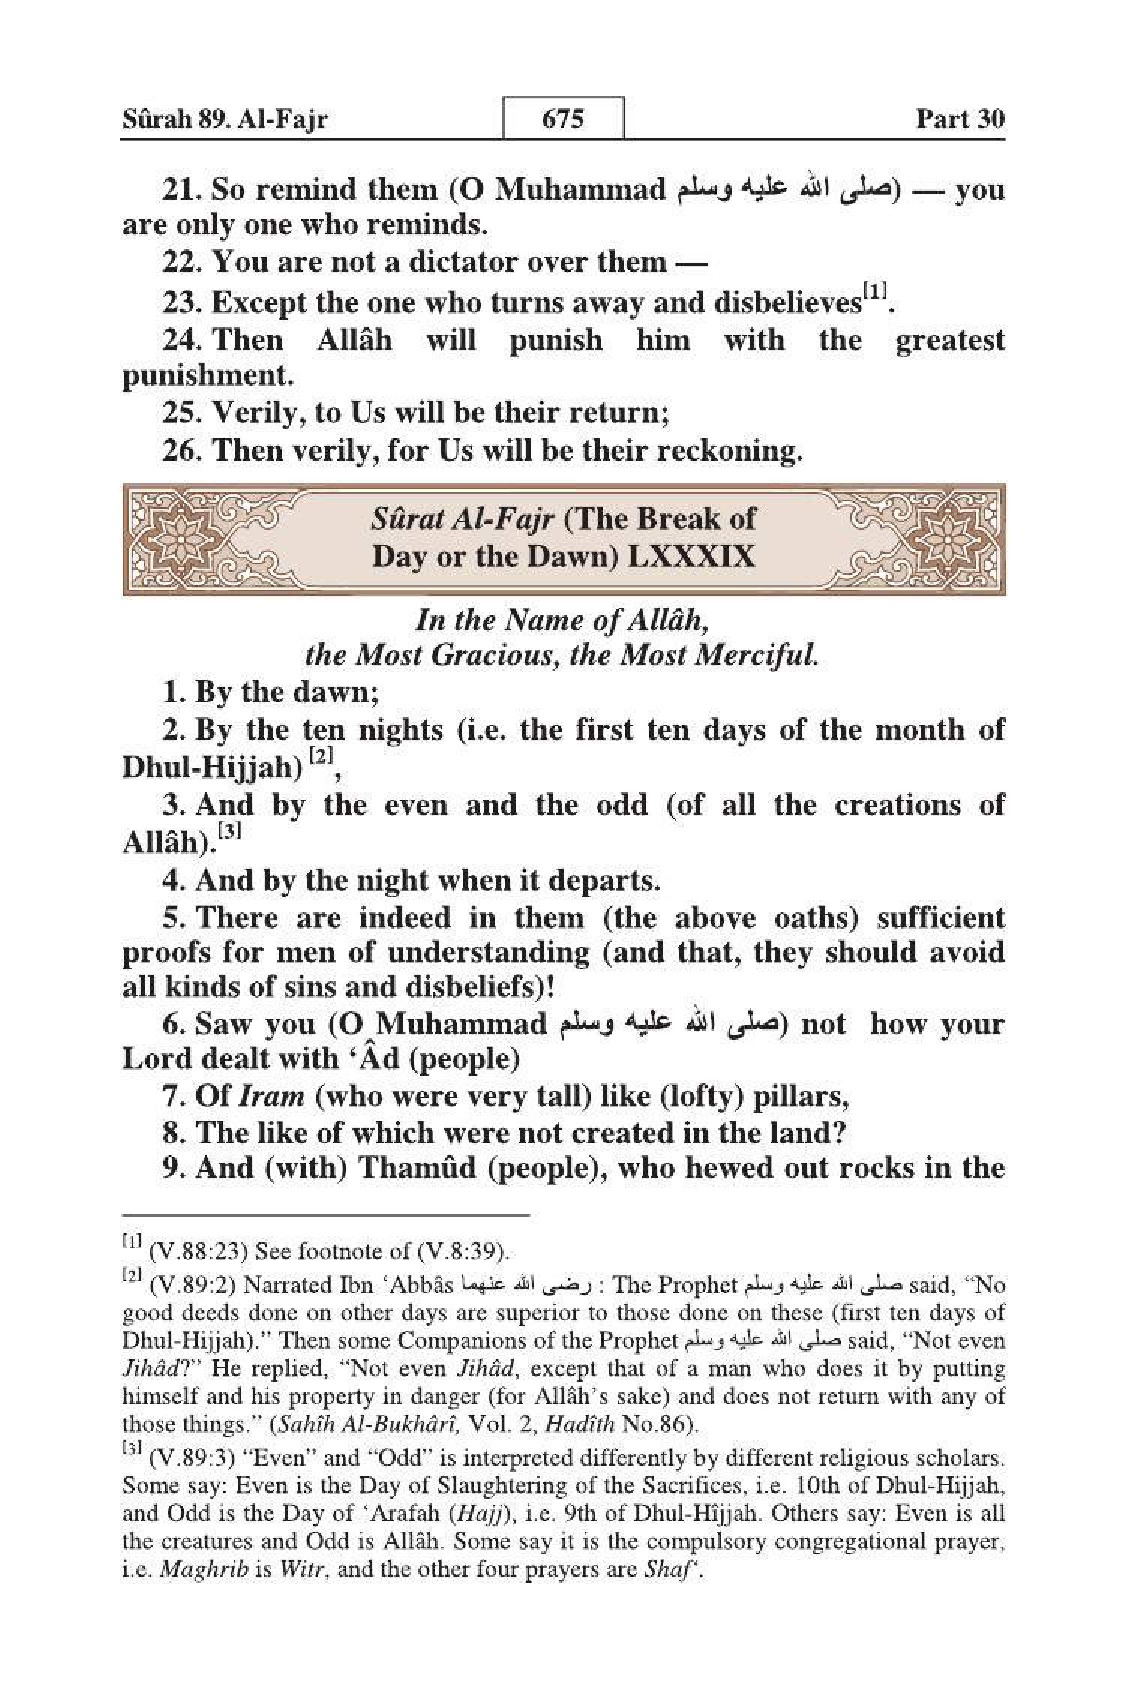 Sûrah 89. Al-Fajr 675 Part 30
21. So remind them (O Muhammad صلى الله عليه وسلم) — you
are only one who reminds.
22. You are not a dictator over them —
23. Except the one who turns away and disbelieves[1].
24. Then Allâh will punish him with the greatest
punishment.
25. Verily, to Us will be their return;
26. Then verily, for Us will be their reckoning.
Sûrat Al-Fajr (The Break of
Day or the Dawn) LXXXIX
In the Name of Allâh,
the Most Gracious, the Most Merciful.
1. By the dawn;
2. By the ten nights (i.e. the first ten days of the month of
Dhul-Hijjah) [2],
3. And by the even and the odd (of all the creations of
Allâh).[3]
4. And by the night when it departs.
5. There are indeed in them (the above oaths) sufficient
proofs for men of understanding (and that, they should avoid
all kinds of sins and disbeliefs)!
6. Saw you (O Muhammad صلى الله عليه وسلم) not how your
Lord dealt with ‘Âd (people)
7. Of Iram (who were very tall) like (lofty) pillars,
8. The like of which were not created in the land?
9. And (with) Thamûd (people), who hewed out rocks in the
[1] (V.88:23) See footnote of (V.8:39).
[2] (V.89:2) Narrated Ibn ‘Abbâs رضى الله عنهما : The Prophet صلى الله عليه وسلم said, “No
good deeds done on other days are superior to those done on these (first ten days of
Dhul-Hijjah).” Then some Companions of the Prophet صلى الله عليه وسلم said, “Not even
Jihâd?” He replied, “Not even Jihâd, except that of a man who does it by putting
himself and his property in danger (for Allâh’s sake) and does not return with any of
those things.” (Sahîh Al-Bukhârî, Vol. 2, Hadîth No.86).
[3] (V.89:3) “Even” and “Odd” is interpreted differently by different religious scholars.
Some say: Even is the Day of Slaughtering of the Sacrifices, i.e. 10th of Dhul-Hijjah,
and Odd is the Day of ‘Arafah (Hajj), i.e. 9th of Dhul-Hîjjah. Others say: Even is all
the creatures and Odd is Allâh. Some say it is the compulsory congregational prayer,
i.e. Maghrib is Witr, and the other four prayers are Shaf‘.